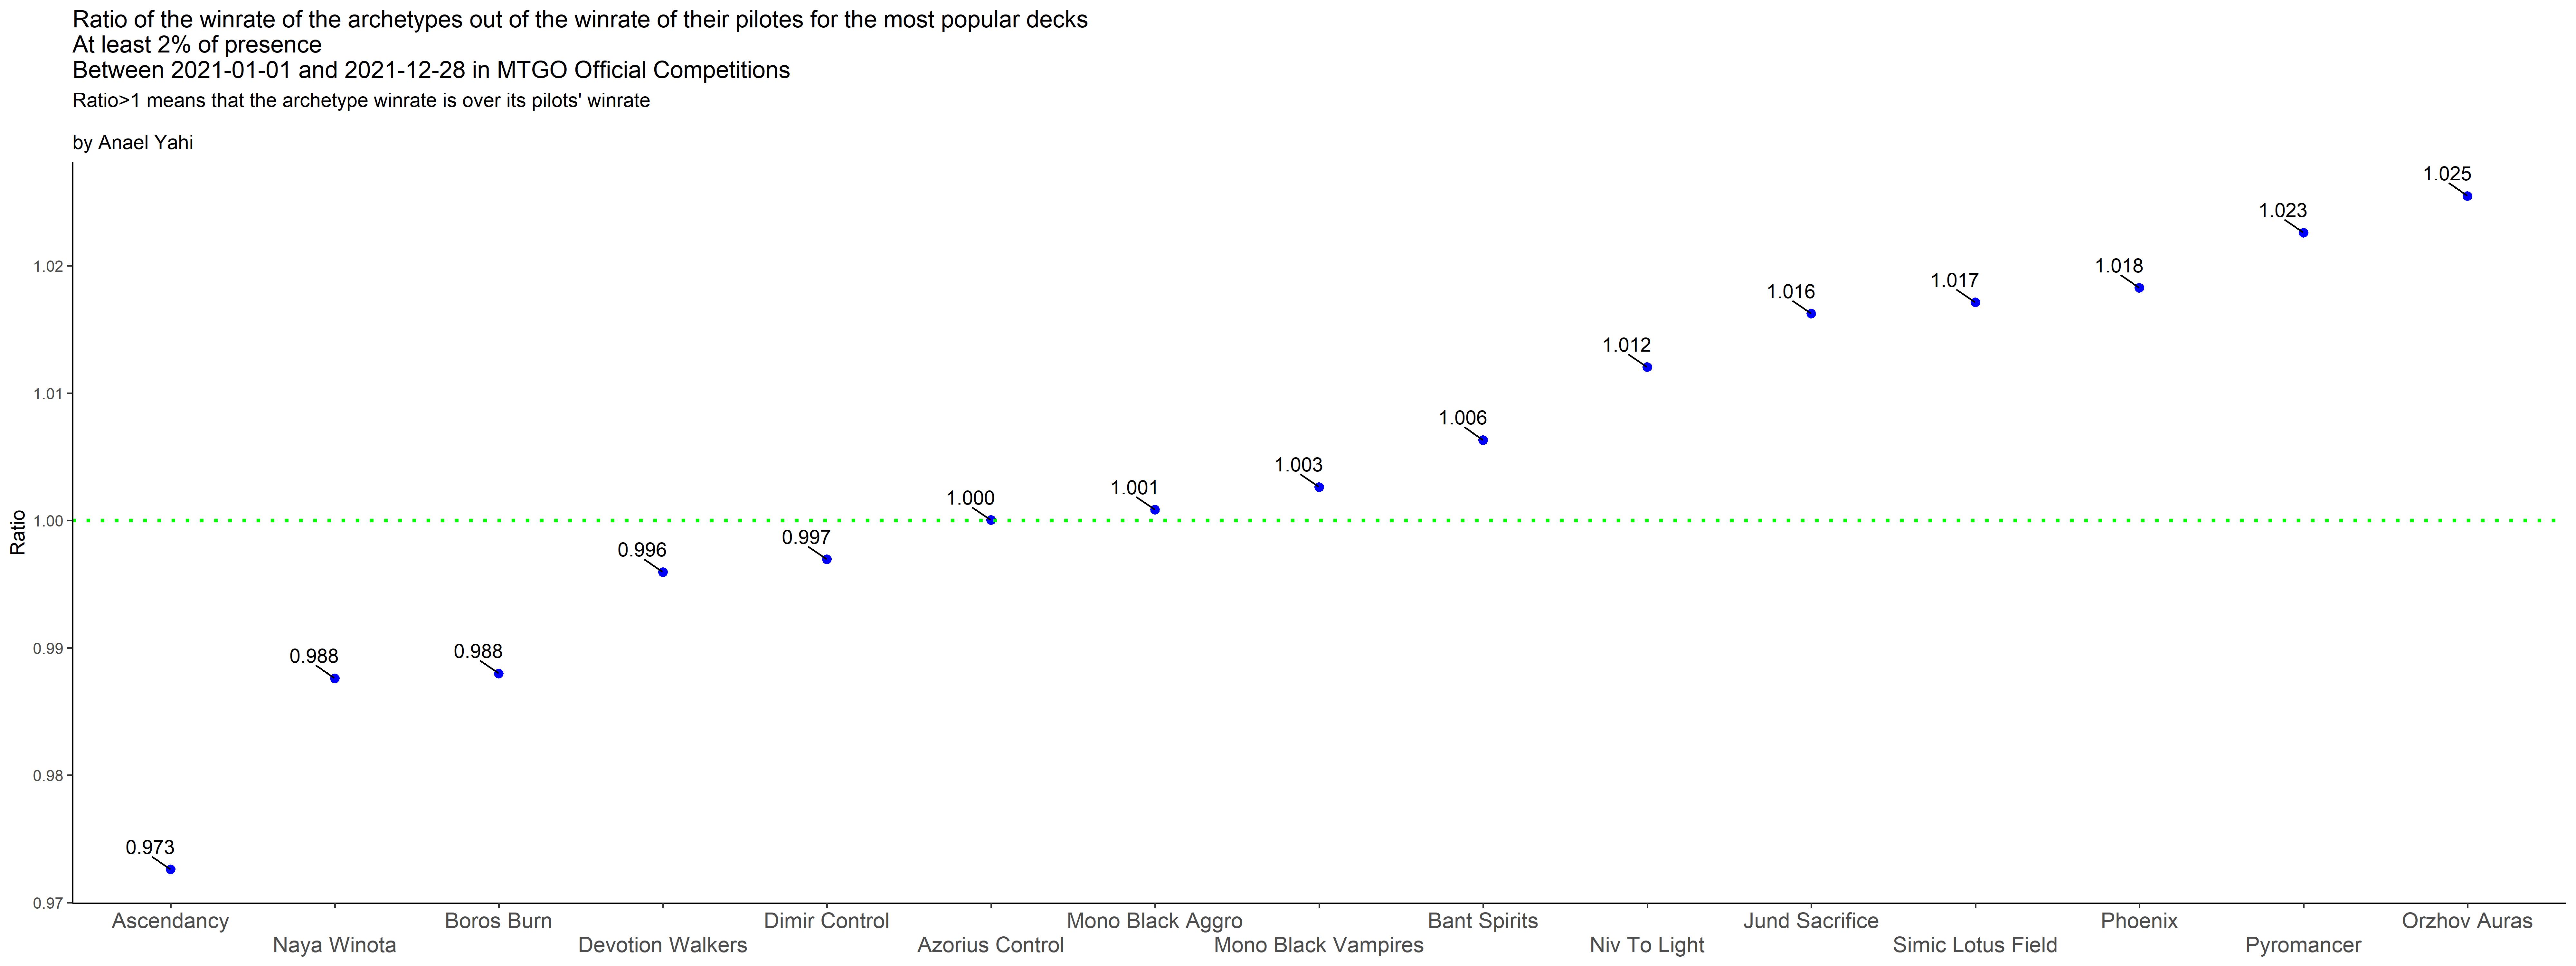 Ratio of the winrate of the archetypes out of the winrate of their pilotes for the most popular decks
At least 2% of presence
Between 2021-01-01 and 2021-12-28 in MTGO Official Competitions
Ratio>1 means that the archetype winrate is over its pilots' winrate
by Anael Yahi
Ratio
1.02
1.01
1.00
0.99
0.98
0.97
0.973
0.988
0.988
0.996
0.997
1.000
1.001
1.003
1.006
1.012
1.016
1.017
1.018
1.023
1.025
Ascendancy
Naya Winota
Boros Burn
Devotion Walkers
Dimir Control
Azorius Control
Mono Black Aggro
Mono Black Vampires
Bant Spirits
Niv To Light
Jund Sacrifice
Simic Lotus Field
Phoenix
Pyromancer
Orzhov Auras